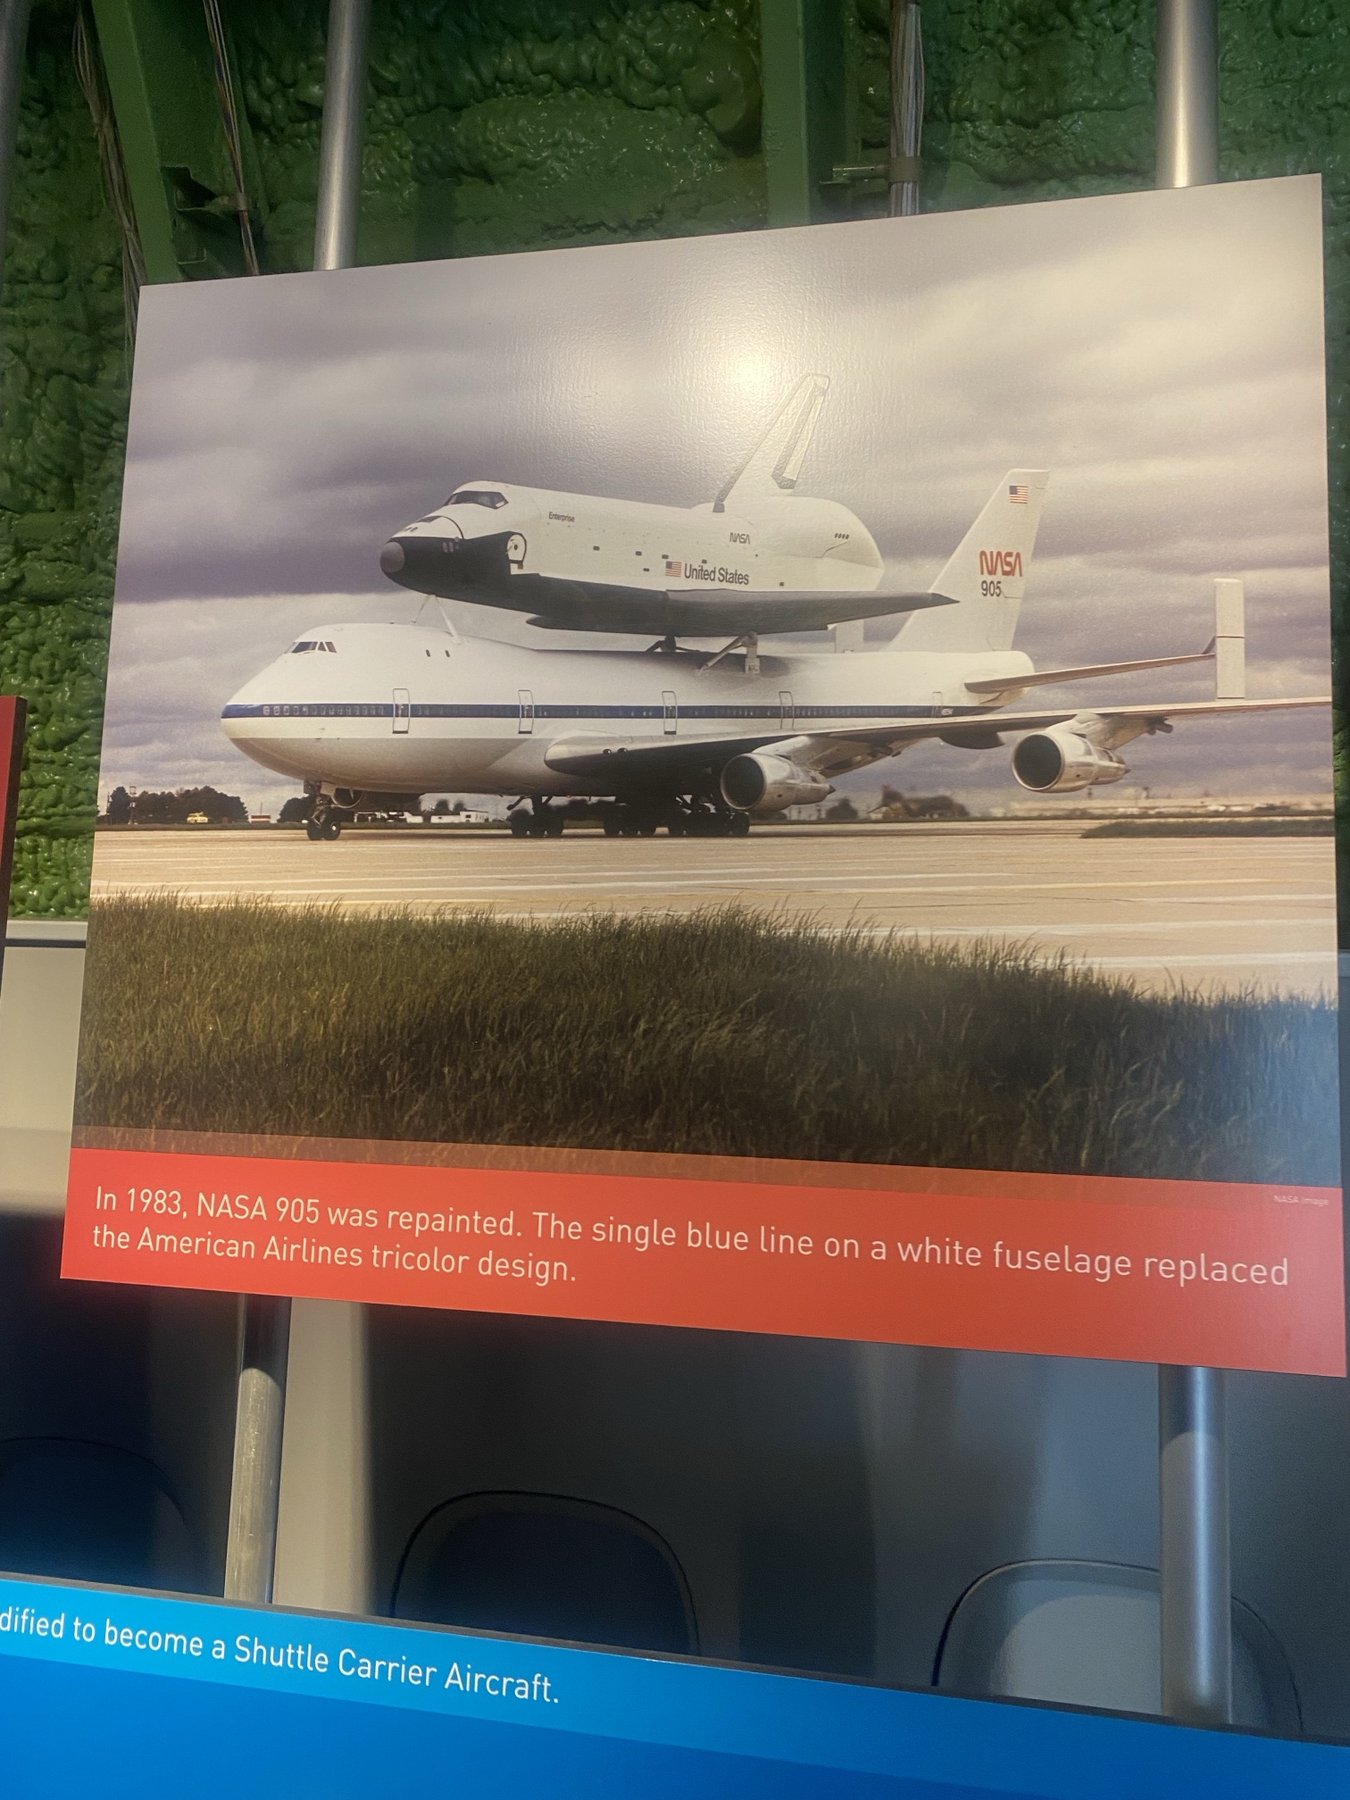 Enterprise
NASA
United States
NASA
905
NASA Image
In 1983, NASA 905 was repainted. The single blue line on a white fuselage replaced
the American Airlines tricolor design.
dified to become a Shuttle Carrier Aircraft.